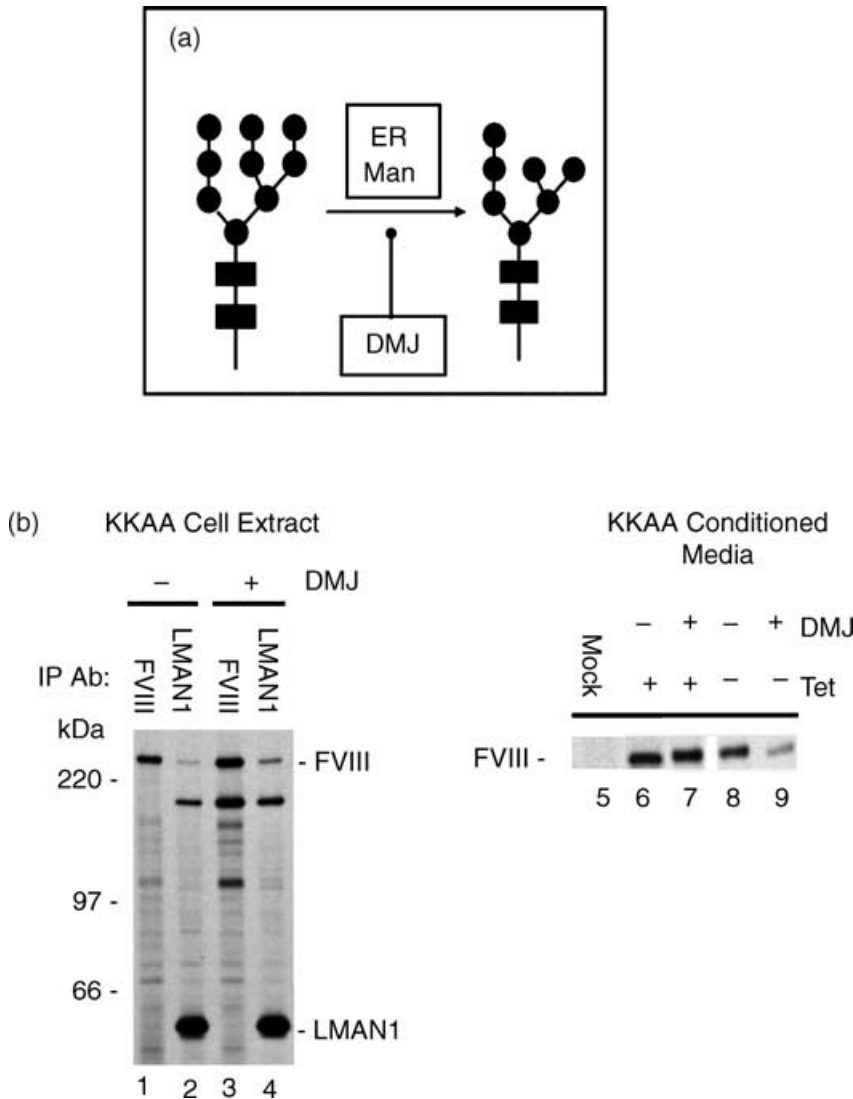 (a)
ER
Man
DMJ
(b)
KKAA Cell Extract
– + DMJ
IP Ab: FVIII LMAN1 FVIII LMAN1
kDa
220 -
97 -
66 -
- FVIII
- LMAN1
1 2 3 4
KKAA Conditioned
Media
– + – + DMJ
Mock + + – – Tet
FVIII -
5 6 7 8 9